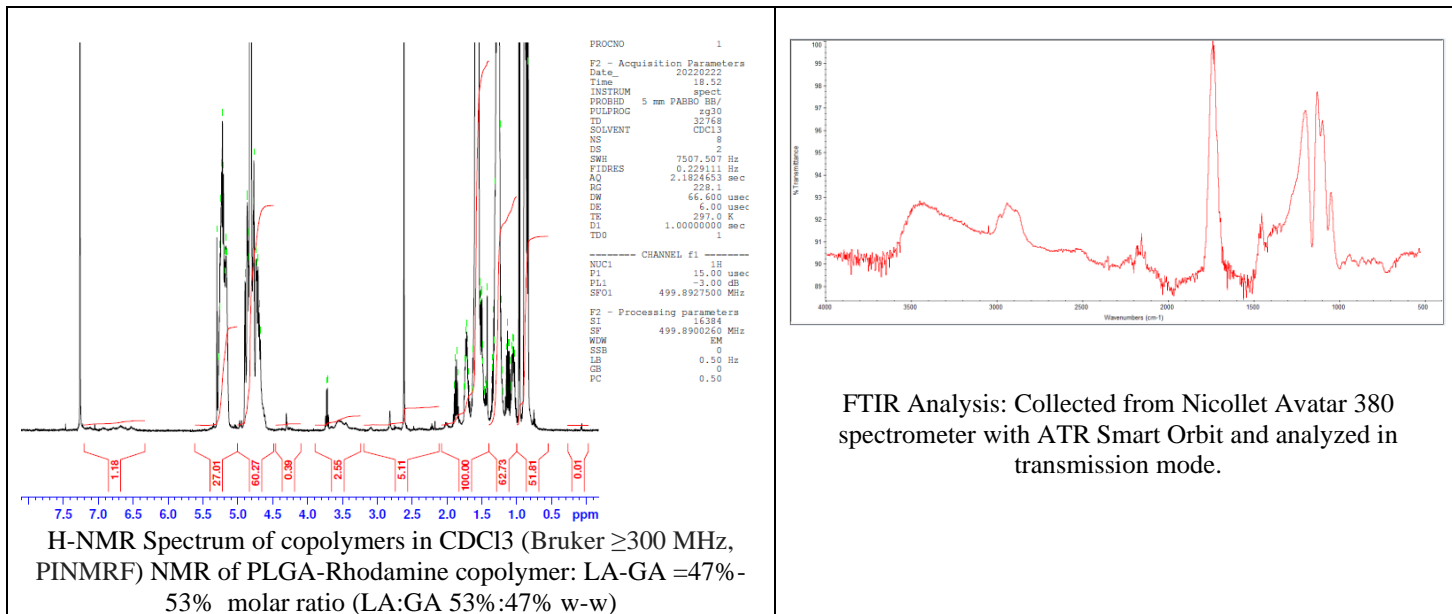 PROCNO 1
F2 - Acquisition Parameters
Date_ 20220222
Time 18.52
INSTRUM spect
PROBHD 5 mm PABBO BB/
PULPROG zg30
TD 32768
SOLVENT CDCl3
NS 8
DS 2
SWH 7507.507 Hz
FIDRES 0.229111 Hz
AQ 2.1824653 sec
RG 228.1
DW 66.600 usec
DE 6.00 usec
TE 297.0 K
D1 1.00000000 sec
TD0 1
======== CHANNEL f1 ========
NUC1 1H
P1 15.00 usec
PL1 -3.00 dB
SFO1 499.8927500 MHz
F2 - Processing parameters
SI 16384
SF 499.8900260 MHz
WDW EM
SSB 0
LB 0.50 Hz
GB 0
PC 0.50
1.18 27.01 60.27 0.39 2.55 5.11 100.00 62.73 51.81 0.01
7.5 7.0 6.5 6.0 5.5 5.0 4.5 4.0 3.5 3.0 2.5 2.0 1.5 1.0 0.5 ppm
H-NMR Spectrum of copolymers in CDCl3 (Bruker ≥300 MHz,
PINMRF) NMR of PLGA-Rhodamine copolymer: LA-GA =47%-
53% molar ratio (LA:GA 53%:47% w-w)
100
99
98
97
96
95
94
93
92
91
90
89
% Transmittance
4000 3500 3000 2500 2000 1500 1000 500
Wavenumbers (cm-1)
FTIR Analysis: Collected from Nicollet Avatar 380
spectrometer with ATR Smart Orbit and analyzed in
transmission mode.